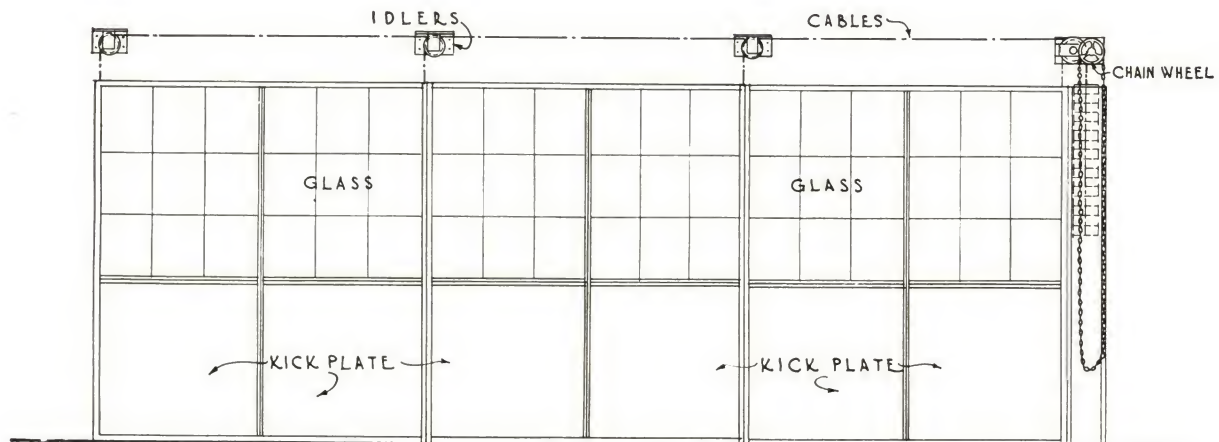 IDLERS
CABLES
CHAIN WHEEL
GLASS
GLASS
KICK PLATE
KICK PLATE